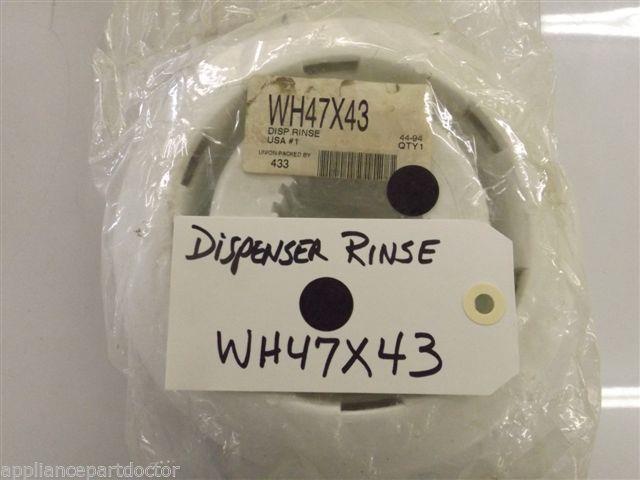 WH47X43
DISP.RINSE
USA #1
44-94
QTY 1
UNION PACKED BY
433
DiSPENSER RINSE
WH47X43
appliancepartdoctor